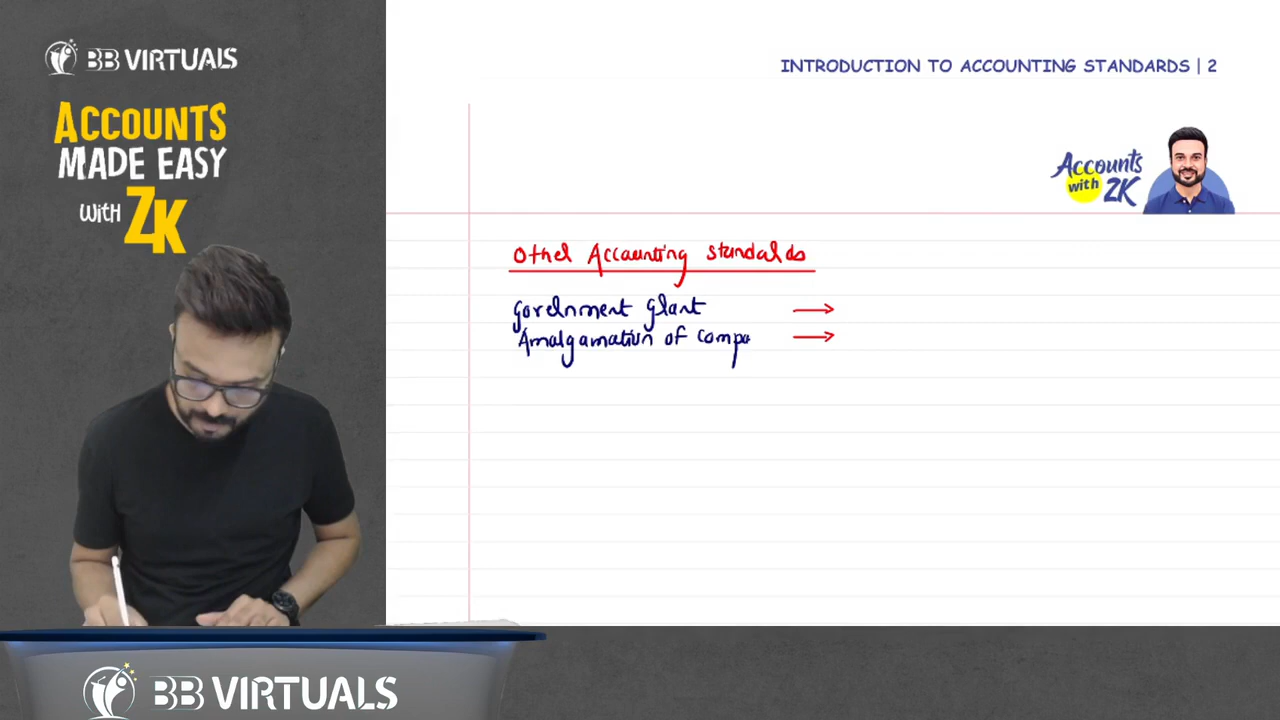 BB VIRTUALS
ACCOUNTS
MADE EASY
with ZK
INTRODUCTION TO ACCOUNTING STANDARDS | 2
Accounts
with ZK
Other Accounting Standards
Government Grant →
Amalgamation of Compa →
BB VIRTUALS